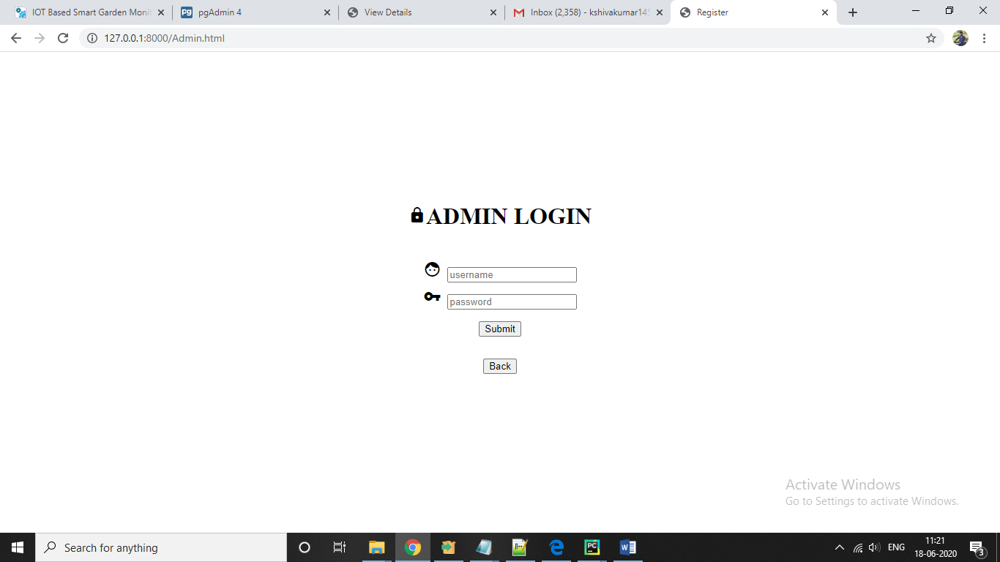 IOT Based Smart Garden Monit
pgAdmin 4
View Details
Inbox (2,358) - kshivakumar145
Register
127.0.0.1:8000/Admin.html
ADMIN LOGIN
username
password
Submit
Back
Activate Windows
Go to Settings to activate Windows.
Search for anything
ENG
11:21
18-06-2020
3